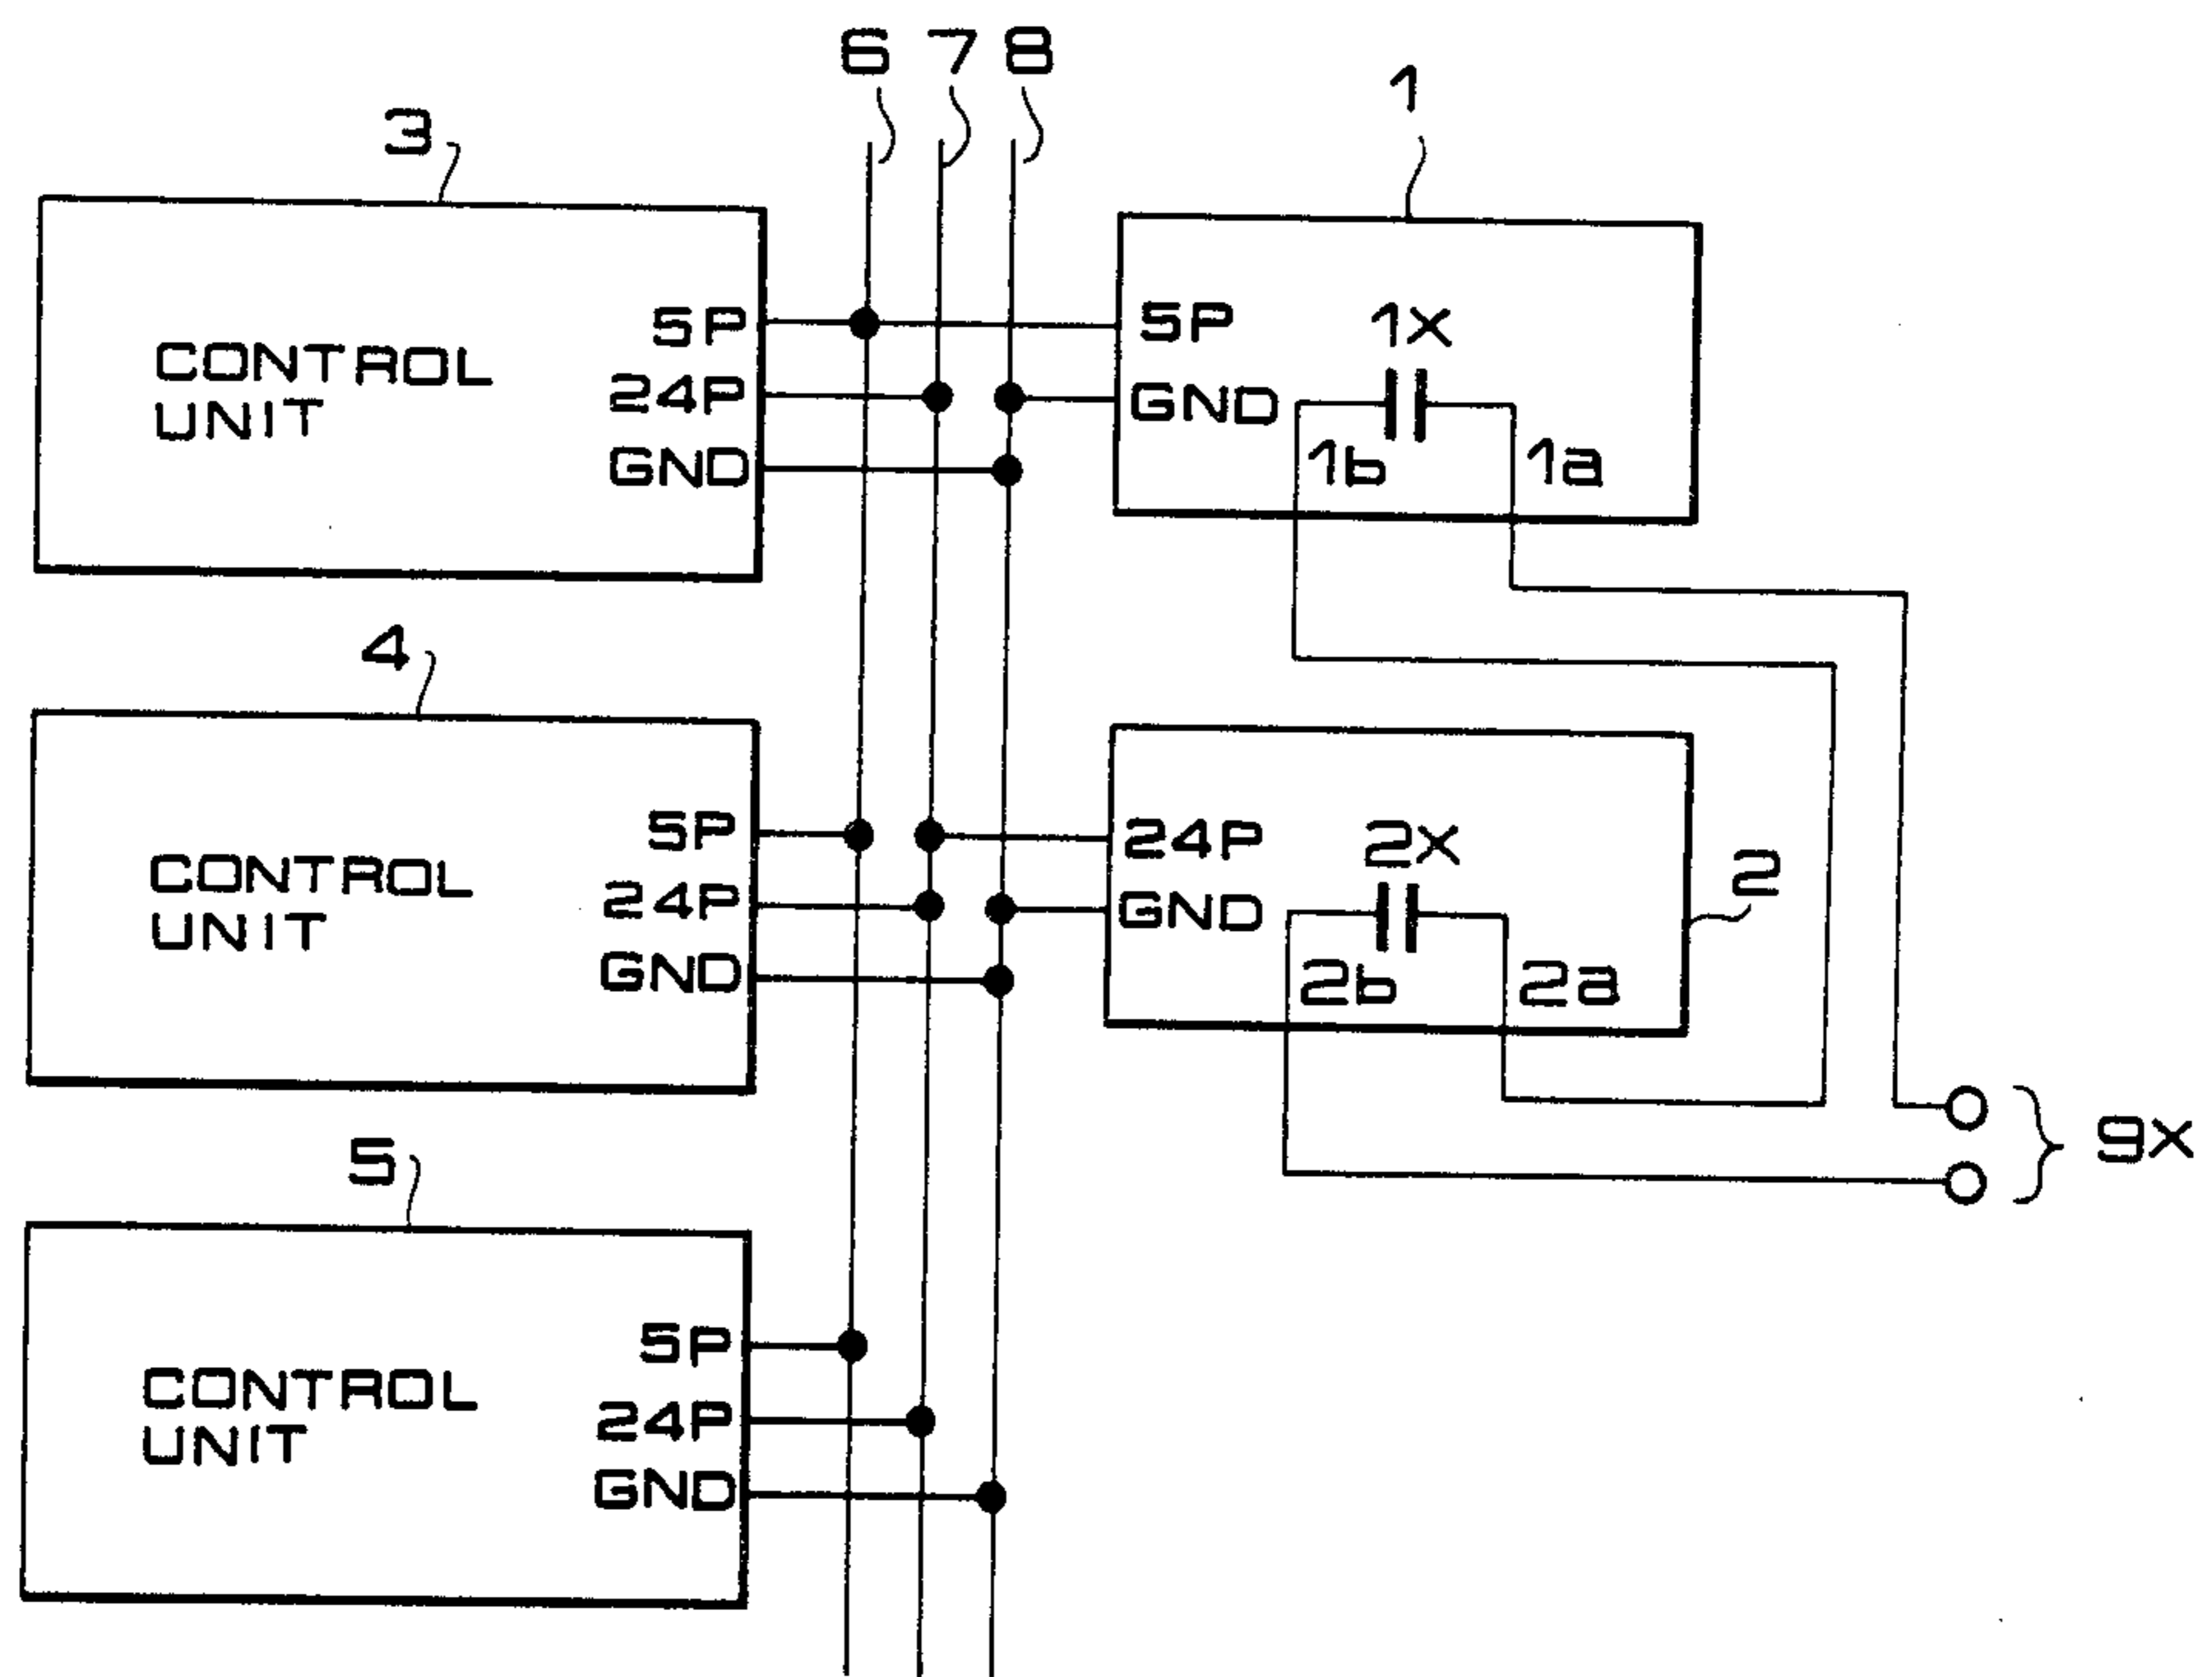 6 7 8
1
3
5P
24P
GND
CONTROL
UNIT
5P
GND
1x
1b
1a
4
5P
24P
GND
CONTROL
UNIT
24P
GND
2x
2b
2a
2
9x
5
5P
24P
GND
CONTROL
UNIT